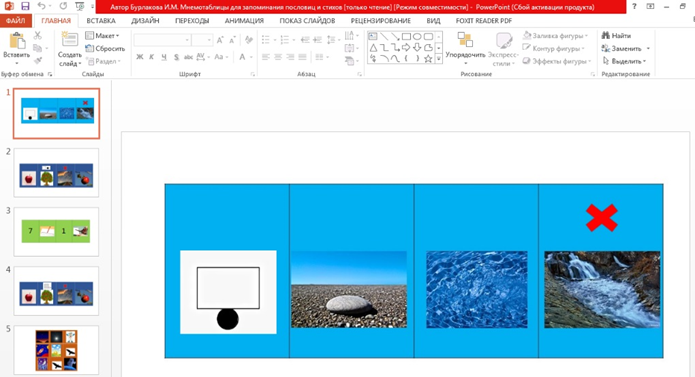 Автор Бурлакова И.М. Мнемотаблицы для запоминания пословиц и стихов [только чтение] [Режим совместимости] - PowerPoint (Сбой активации продукта)
ФАЙЛ ГЛАВНАЯ ВСТАВКА ДИЗАЙН ПЕРЕХОДЫ АНИМАЦИЯ ПОКАЗ СЛАЙДОВ РЕЦЕНЗИРОВАНИЕ ВИД FOXIT READER PDF
Вставить
Создать слайд
Макет
Сбросить
Раздел
Ж К Ч S abc AV Aa A
Упорядочить
Экспресс-стили
Заливка фигуры
Контур фигуры
Эффекты фигуры
Найти
Заменить
Выделить
Буфер обмена Слайды Шрифт Абзац Рисование Редактирование
1
2
3
7 1
4
5